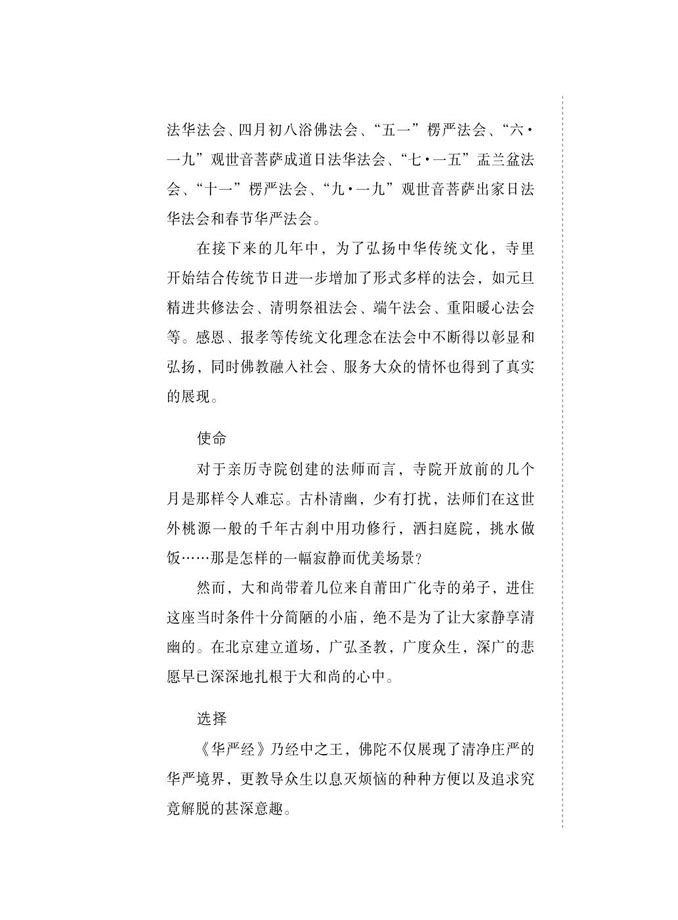 法华法会、四月初八浴佛法会、“五一”楞严法会、“六·
一九”观世音菩萨成道日法华法会、“七·一五”盂兰盆法
会、“十一”楞严法会、“九·一九”观世音菩萨出家日法
华法会和春节华严法会。
在接下来的几年中，为了弘扬中华传统文化，寺里
开始结合传统节日进一步增加了形式多样的法会，如元旦
精进共修法会、清明祭祖法会、端午法会、重阳暖心法会
等。感恩、报孝等传统文化理念在法会中不断得以彰显和
弘扬，同时佛教融入社会、服务大众的情怀也得到了真实
的展现。
使命
对于亲历寺院创建的法师而言，寺院开放前的几个
月是那样令人难忘。古朴清幽，少有打扰，法师们在这世
外桃源一般的千年古刹中用功修行，洒扫庭院，挑水做
饭……那是怎样的一幅寂静而优美场景？
然而，大和尚带着几位来自莆田广化寺的弟子，进住
这座当时条件十分简陋的小庙，绝不是为了让大家静享清
幽的。在北京建立道场，广弘圣教，广度众生，深广的悲
愿早已深深地扎根于大和尚的心中。
选择
《华严经》乃经中之王，佛陀不仅展现了清净庄严的
华严境界，更教导众生以息灭烦恼的种种方便以及追求究
竟解脱的甚深意趣。